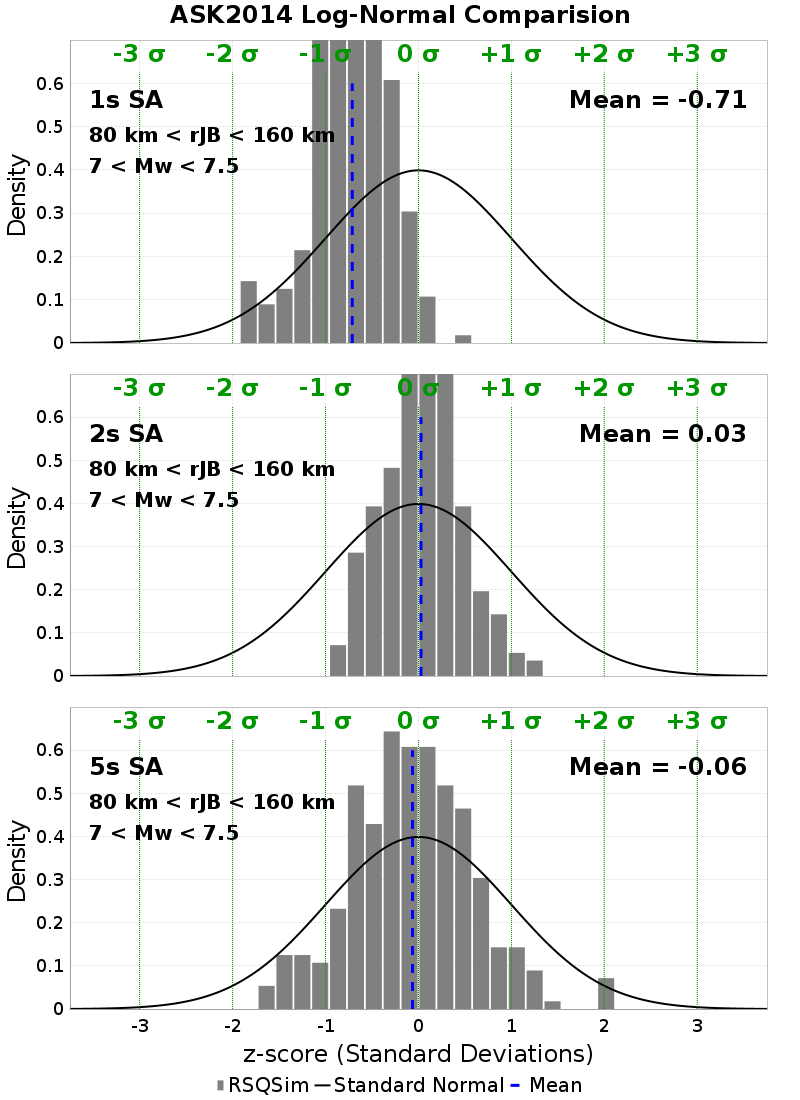 ASK2014 Log-Normal Comparision
-3 σ -2 σ -1 σ 0 σ +1 σ +2 σ +3 σ
1s SA Mean = -0.71
80 km < rJB < 160 km
7 < Mw < 7.5
Density
0.6
0.5
0.4
0.3
0.2
0.1
0
-3 σ -2 σ -1 σ 0 σ +1 σ +2 σ +3 σ
2s SA Mean = 0.03
80 km < rJB < 160 km
7 < Mw < 7.5
Density
0.6
0.5
0.4
0.3
0.2
0.1
0
-3 σ -2 σ -1 σ 0 σ +1 σ +2 σ +3 σ
5s SA Mean = -0.06
80 km < rJB < 160 km
7 < Mw < 7.5
Density
0.6
0.5
0.4
0.3
0.2
0.1
0
-3 -2 -1 0 1 2 3
z-score (Standard Deviations)
RSQSim Standard Normal Mean